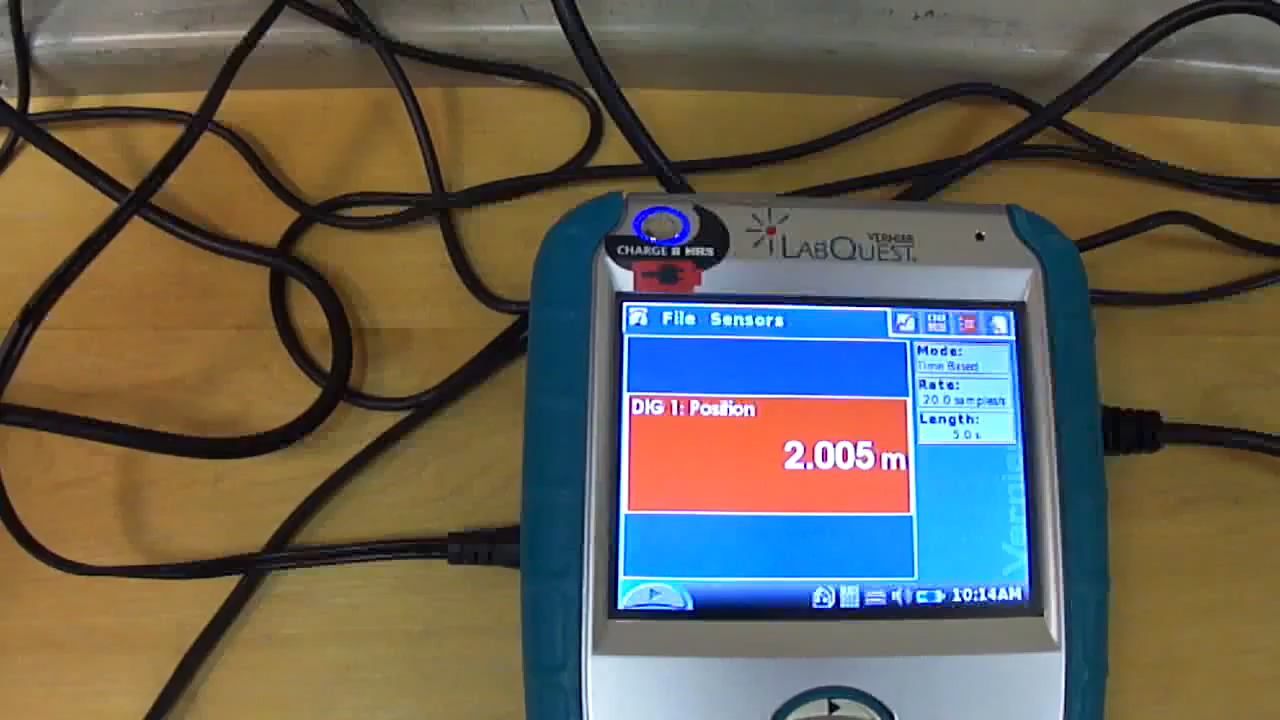 CHARGE 8 HRS
VERNIER
LABQUEST
File Sensors
Mode:
Time Based
Rate:
20.0 samples/s
Length:
5.0 s
DIG 1: Position
2.005 m
Vernier
10:14AM